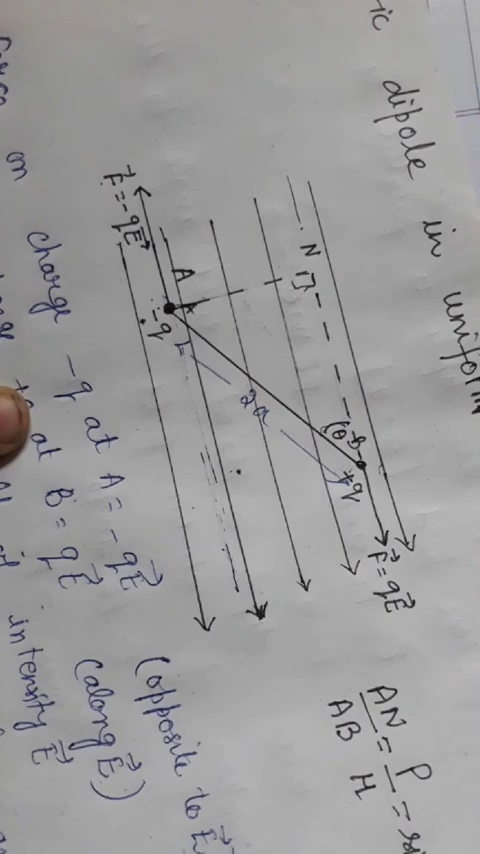 dipole in uniform
F⃗ = -qE⃗
A
-q
2a
N
θ
B
+q
F⃗ = qE⃗
AN/AB = P/H =
on charge -q at A = -qE⃗ (opposite to E⃗
at B = qE⃗ (along E⃗)
intensity E⃗